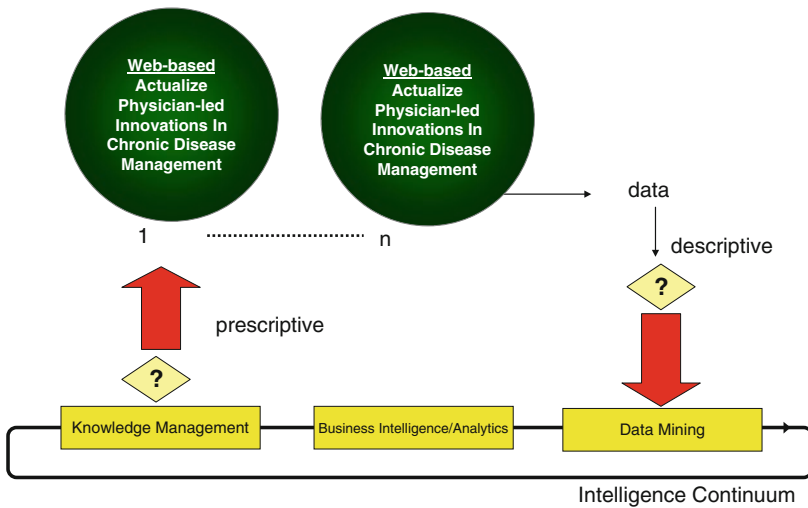 Web-based
Actualize
Physician-led
Innovations In
Chronic Disease
Management
Web-based
Actualize
Physician-led
Innovations In
Chronic Disease
Management
1
n
data
descriptive
?
prescriptive
?
Knowledge Management
Business Intelligence/Analytics
Data Mining
Intelligence Continuum